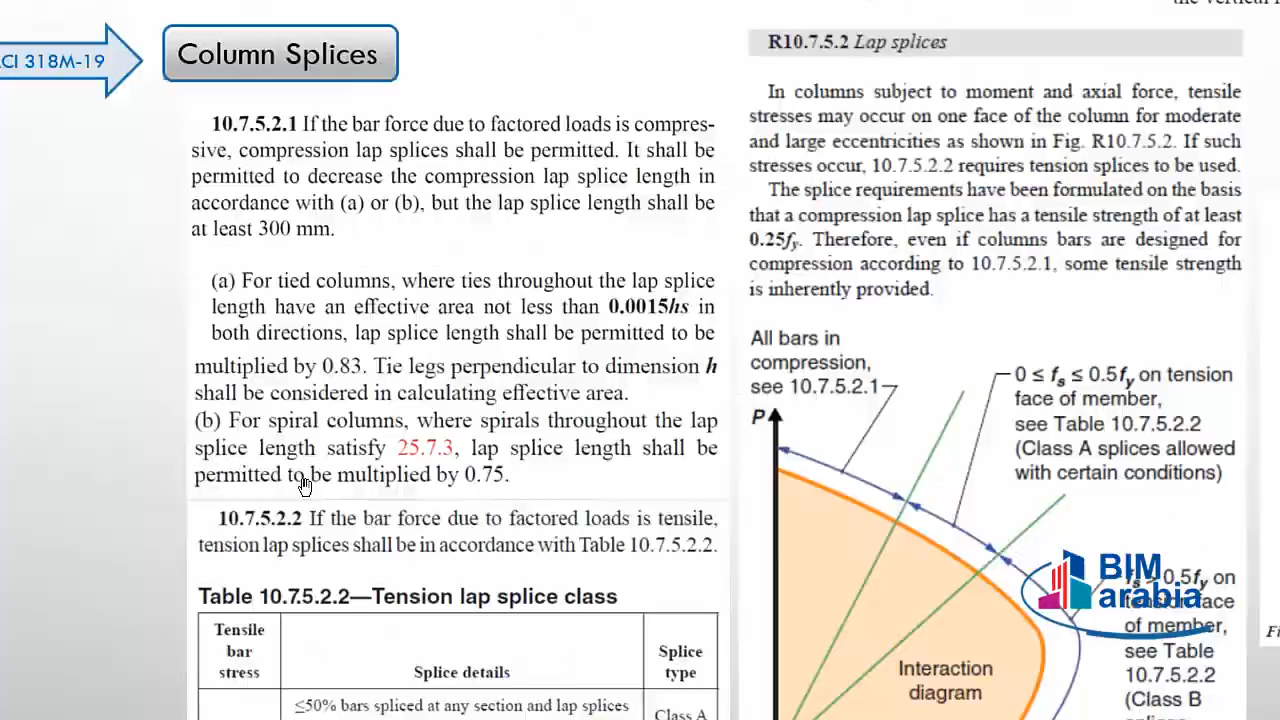 CI 318M-19
Column Splices
10.7.5.2.1 If the bar force due to factored loads is compres-
sive, compression lap splices shall be permitted. It shall be
permitted to decrease the compression lap splice length in
accordance with (a) or (b), but the lap splice length shall be
at least 300 mm.
(a) For tied columns, where ties throughout the lap splice
length have an effective area not less than 0.0015hs in
both directions, lap splice length shall be permitted to be
multiplied by 0.83. Tie legs perpendicular to dimension h
shall be considered in calculating effective area.
(b) For spiral columns, where spirals throughout the lap
splice length satisfy 25.7.3, lap splice length shall be
permitted to be multiplied by 0.75.
10.7.5.2.2 If the bar force due to factored loads is tensile,
tension lap splices shall be in accordance with Table 10.7.5.2.2.
Table 10.7.5.2.2—Tension lap splice class
Tensile
bar
stress
Splice details
Splice
type
≤50% bars spliced at any section and lap splices
Class A
R10.7.5.2 Lap splices
In columns subject to moment and axial force, tensile
stresses may occur on one face of the column for moderate
and large eccentricities as shown in Fig. R10.7.5.2. If such
stresses occur, 10.7.5.2.2 requires tension splices to be used.
The splice requirements have been formulated on the basis
that a compression lap splice has a tensile strength of at least
0.25fy. Therefore, even if columns bars are designed for
compression according to 10.7.5.2.1, some tensile strength
is inherently provided.
All bars in
compression,
see 10.7.5.2.1
P
0 ≤ fs ≤ 0.5fy on tension
face of member,
see Table 10.7.5.2.2
(Class A splices allowed
with certain conditions)
fs > 0.5fy on
tension face
of member,
see Table
10.7.5.2.2
(Class B
Interaction
diagram
BIM
arabia